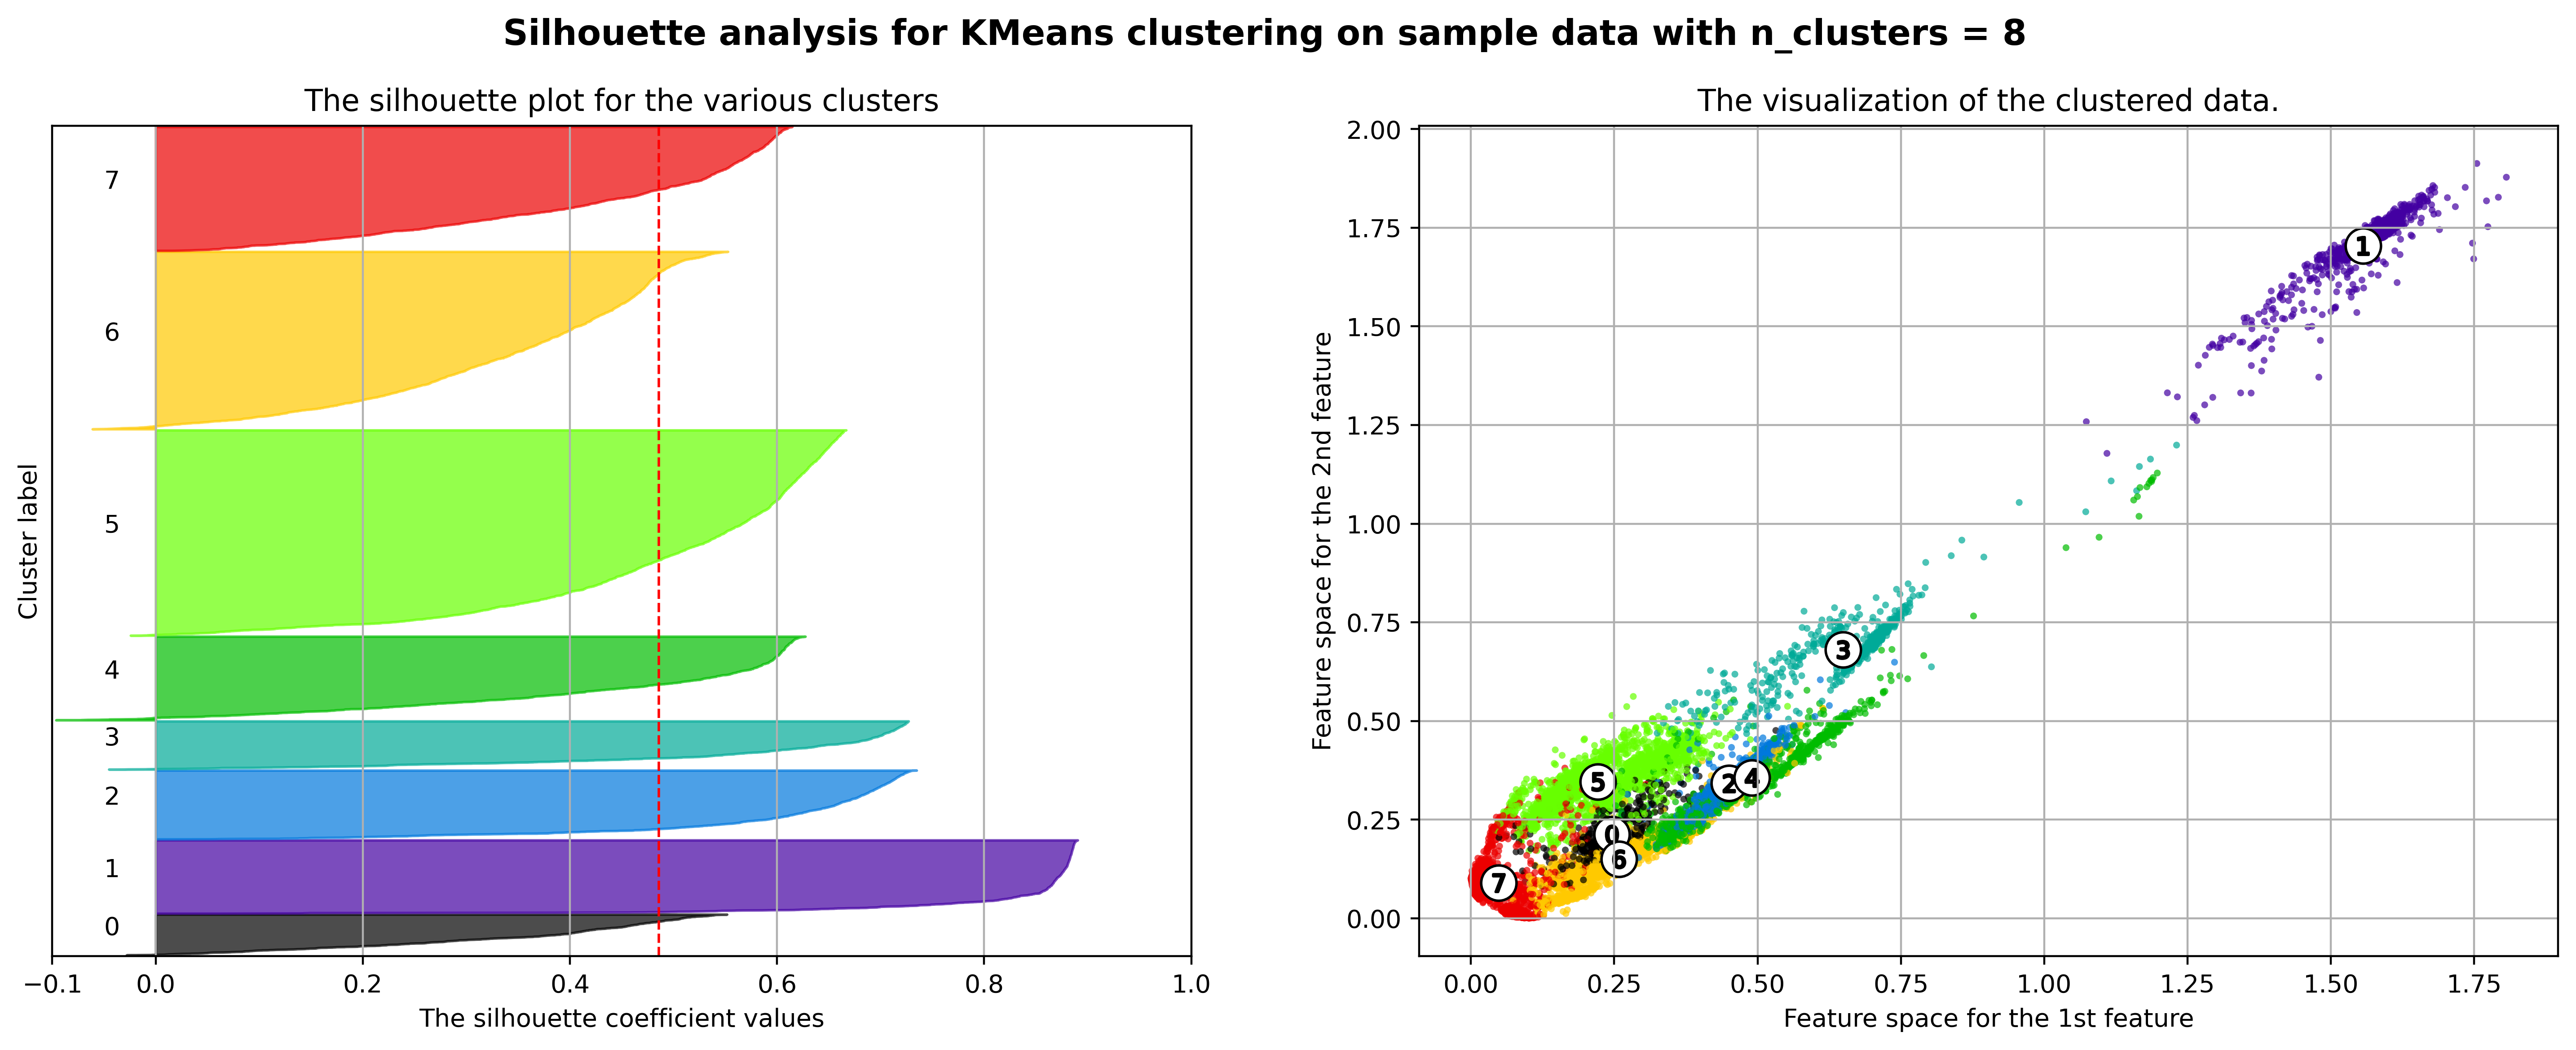 Silhouette analysis for KMeans clustering on sample data with n_clusters = 8
The silhouette plot for the various clusters
Cluster label
7
6
5
4
3
2
1
0
−0.1 0.0 0.2 0.4 0.6 0.8 1.0
The silhouette coefficient values
The visualization of the clustered data.
Feature space for the 2nd feature
2.00
1.75
1.50
1.25
1.00
0.75
0.50
0.25
0.00
1
3
5
2
4
0
6
7
0.00 0.25 0.50 0.75 1.00 1.25 1.50 1.75
Feature space for the 1st feature